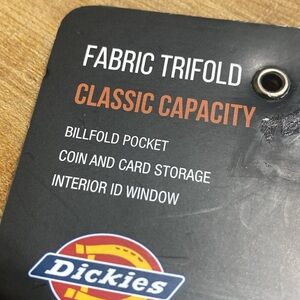 FABRIC TRIFOLD
CLASSIC CAPACITY
BILLFOLD POCKET
COIN AND CARD STORAGE
INTERIOR ID WINDOW
Dickies